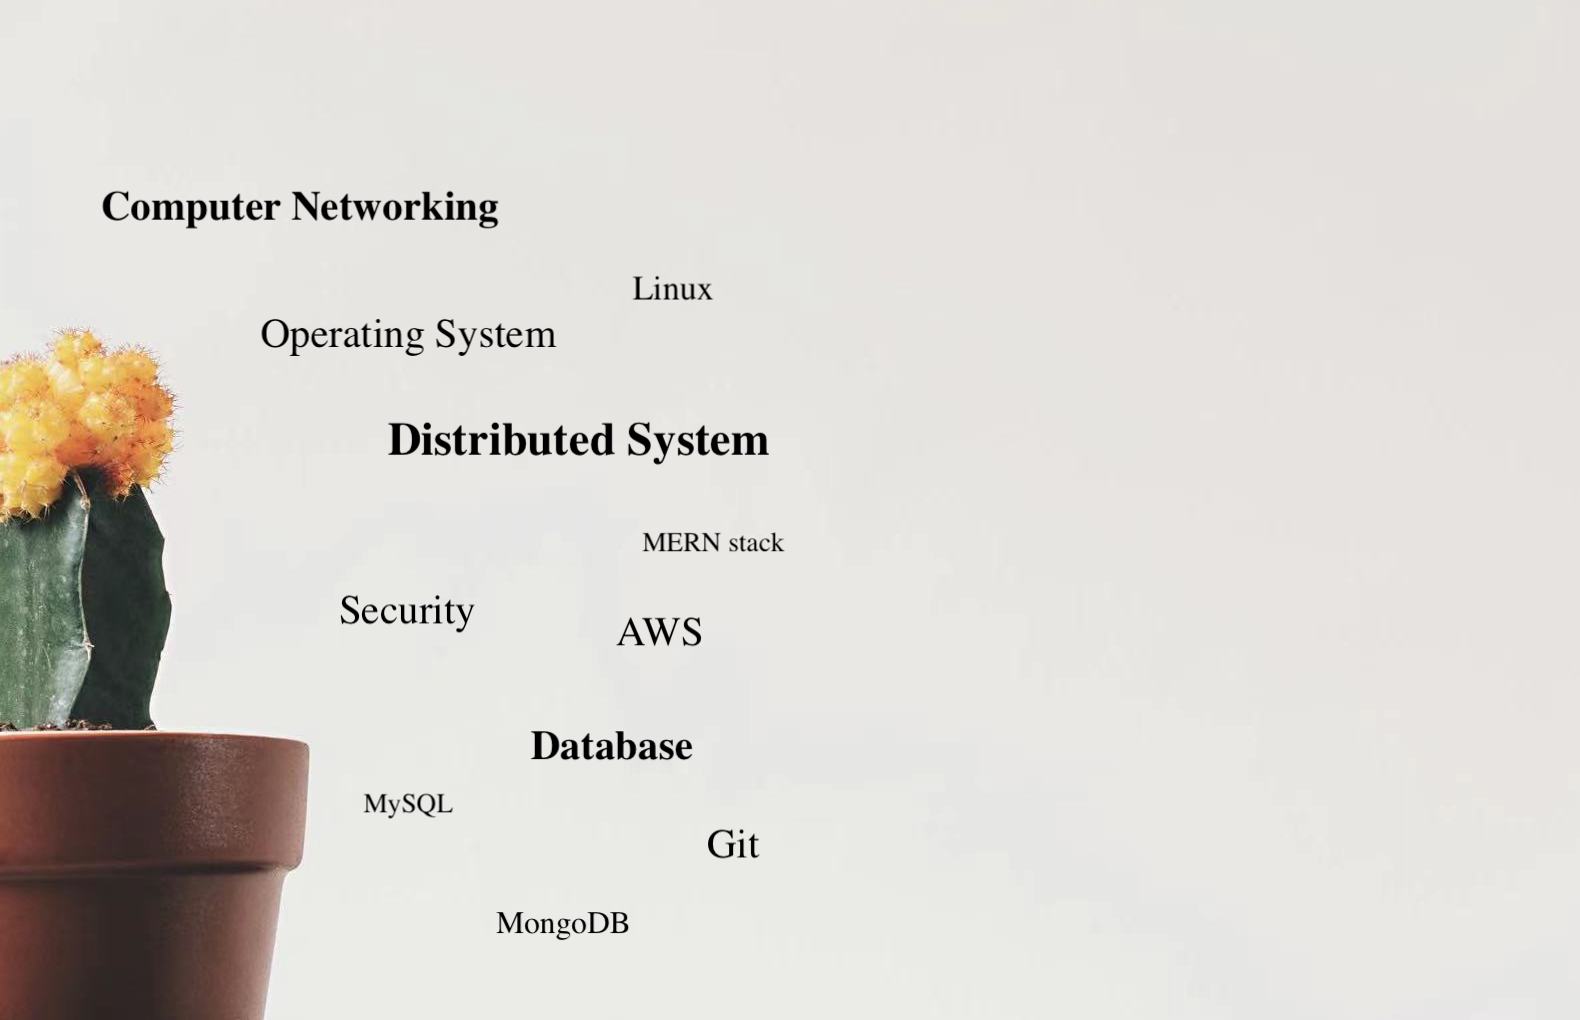 Computer Networking
Linux
Operating System
Distributed System
MERN stack
Security
AWS
Database
MySQL
Git
MongoDB